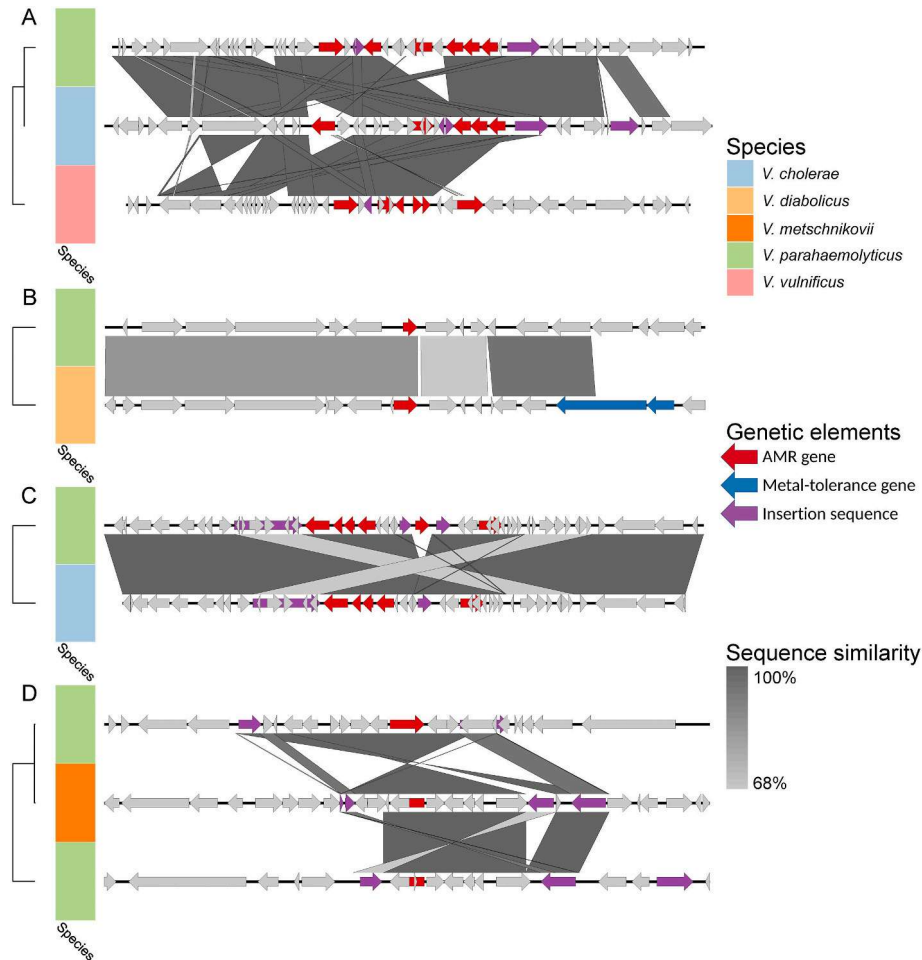 A
Species
B
Species
C
Species
D
Species
Species
V. cholerae
V. diabolicus
V. metschnikovii
V. parahaemolyticus
V. vulnificus
Genetic elements
AMR gene
Metal-tolerance gene
Insertion sequence
Sequence similarity
100%
68%